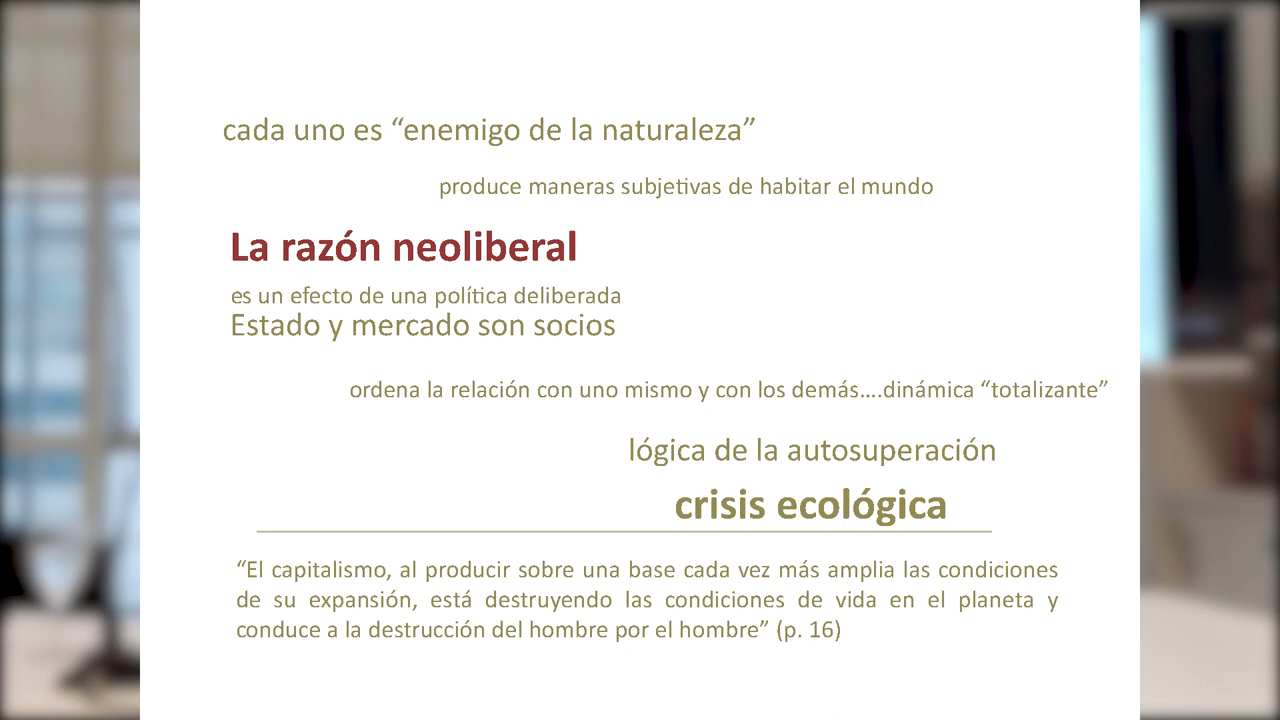 cada uno es “enemigo de la naturaleza”
produce maneras subjetivas de habitar el mundo
La razón neoliberal
es un efecto de una política deliberada
Estado y mercado son socios
ordena la relación con uno mismo y con los demás....dinámica “totalizante”
lógica de la autosuperación
crisis ecológica
“El capitalismo, al producir sobre una base cada vez más amplia las condiciones
de su expansión, está destruyendo las condiciones de vida en el planeta y
conduce a la destrucción del hombre por el hombre” (p. 16)